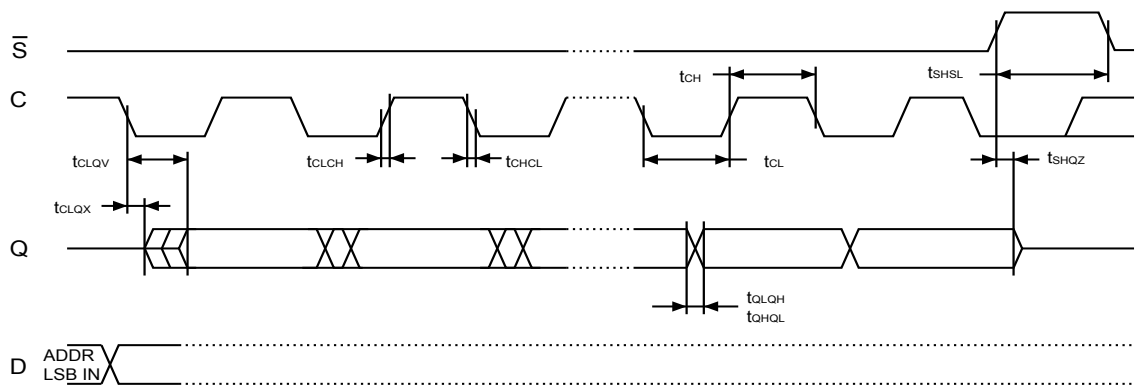 S̅
tCH
tSHSL
C
tCLQV
tCLCH
tCHCL
tCL
tSHQZ
tCLQX
Q
tQLQH
tQHQL
D
ADDR
LSB IN